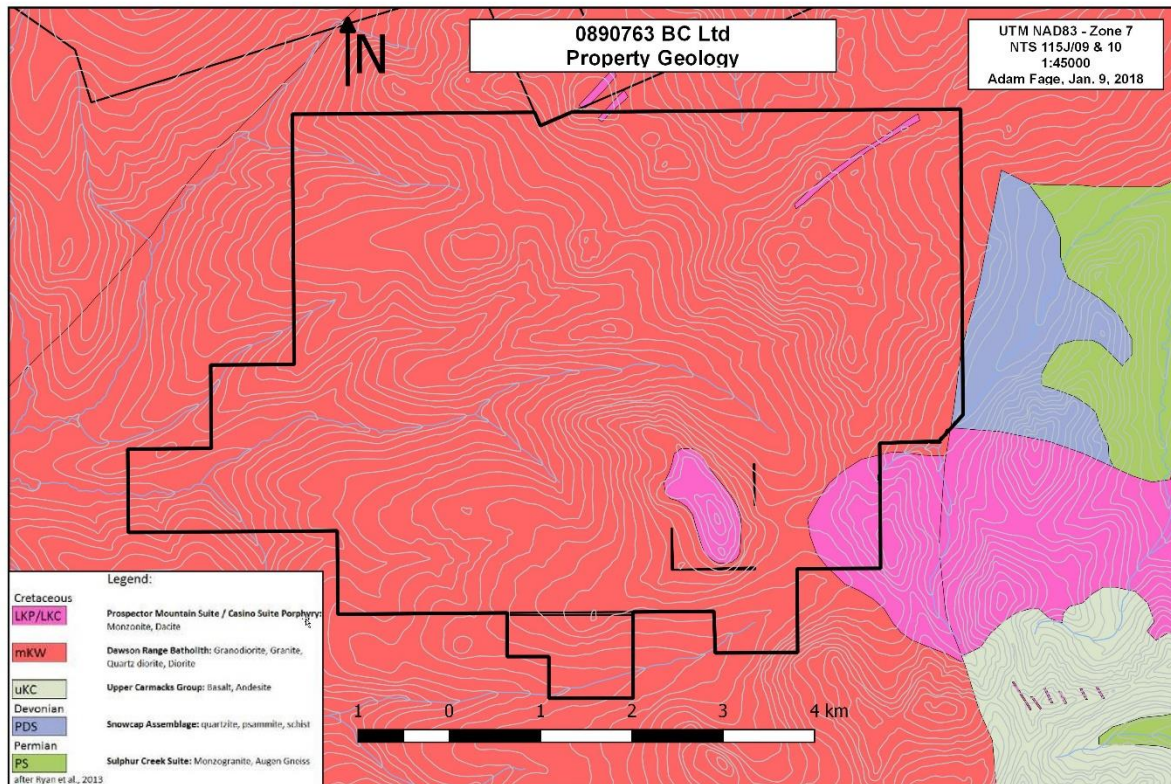 0890763 BC Ltd
Property Geology
UTM NAD83 - Zone 7
NTS 115J/09 & 10
1:45000
Adam Fage, Jan. 9, 2018
N
Legend:
Cretaceous
LKP/LKC
Prospector Mountain Suite / Casino Suite Porphyry:
Monzonite, Dacite
mKW
Dawson Range Batholith: Granodiorite, Granite,
Quartz diorite, Diorite
uKC
Upper Carmacks Group: Basalt, Andesite
Devonian
PDS
Snowcap Assemblage: quartzite, psammite, schist
Permian
PS
Sulphur Creek Suite: Monzogranite, Augen Gneiss
after Ryan et al., 2013
1 0 1 2 3 4 km